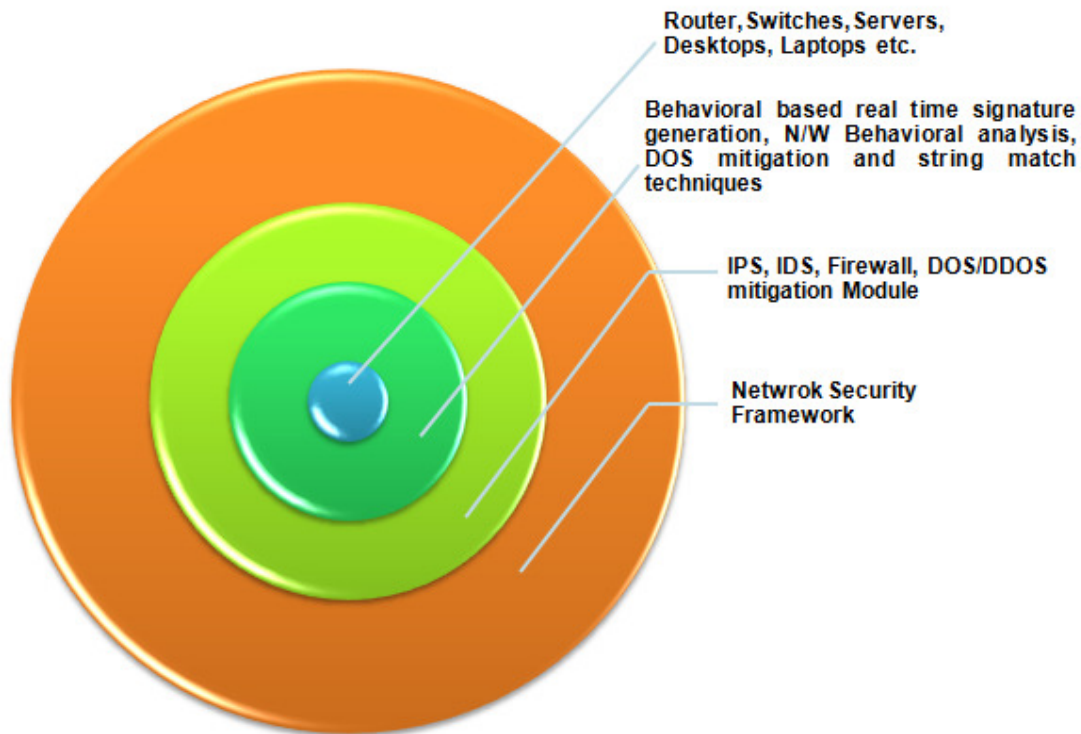 Router, Switches, Servers,
Desktops, Laptops etc.
Behavioral based real time signature
generation, N/W Behavioral analysis,
DOS mitigation and string match
techniques
IPS, IDS, Firewall, DOS/DDOS
mitigation Module
Netwrok Security
Framework